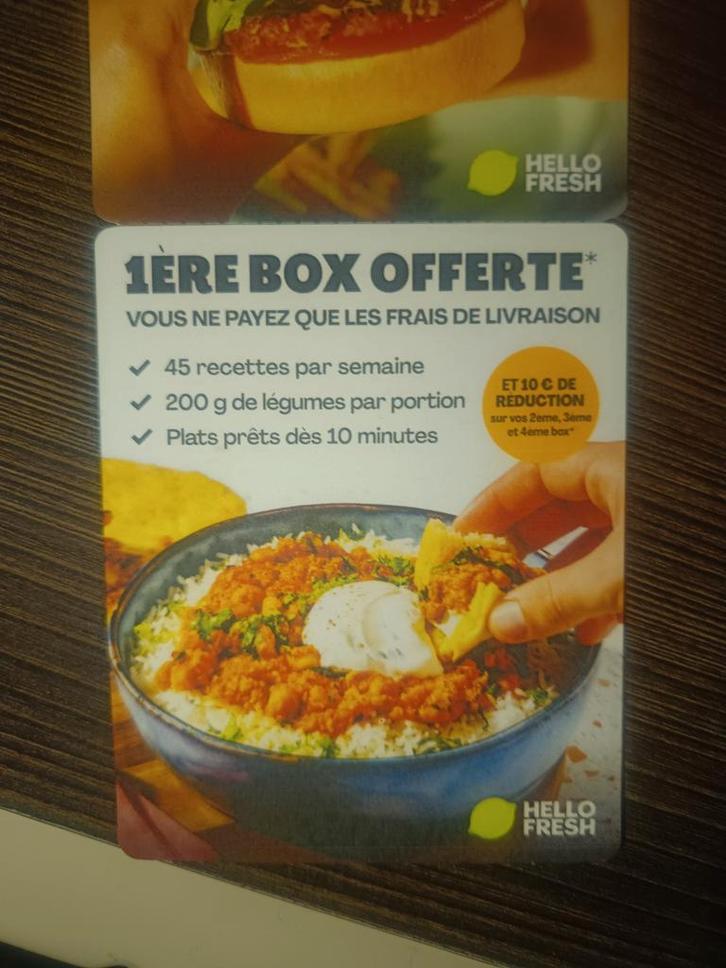 HELLO
FRESH
1ÈRE BOX OFFERTE*
VOUS NE PAYEZ QUE LES FRAIS DE LIVRAISON
45 recettes par semaine
200 g de légumes par portion
Plats prêts dès 10 minutes
ET 10 € DE
RÉDUCTION
sur vos 2eme, 3eme
et 4eme box*
HELLO
FRESH